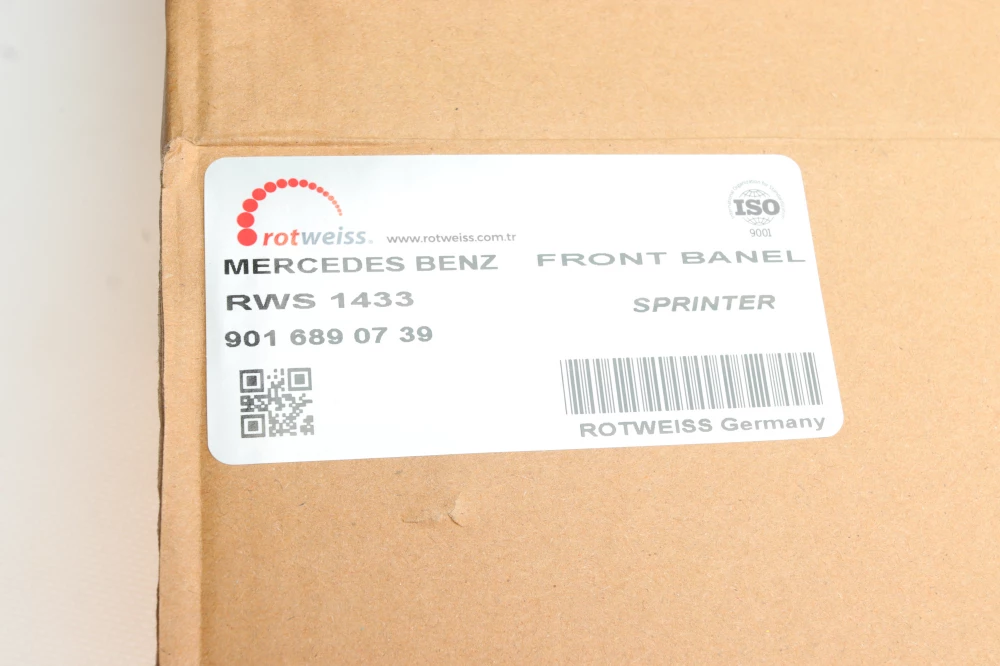 rotweiss. www.rotweiss.com.tr
ISO
9001
MERCEDES BENZ FRONT BANEL
RWS 1433 SPRINTER
901 689 07 39
ROTWEISS Germany